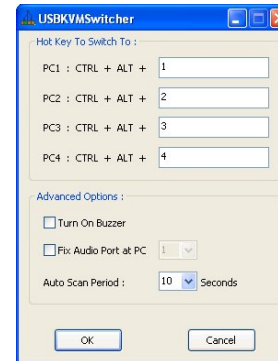 USBKVMSwitcher
Hot Key To Switch To :
PC1 : CTRL + ALT + 1
PC2 : CTRL + ALT + 2
PC3 : CTRL + ALT + 3
PC4 : CTRL + ALT + 4
Advanced Options :
Turn On Buzzer
Fix Audio Port at PC 1
Auto Scan Period : 10 Seconds
OK Cancel